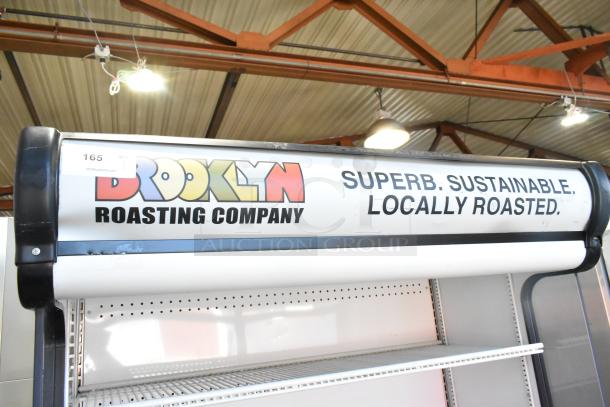 165
BROOKLYN
ROASTING COMPANY
SUPERB. SUSTAINABLE.
LOCALLY ROASTED.
AUCTION GROUP